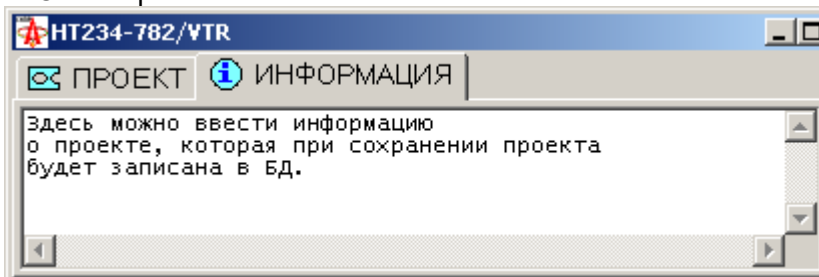 HT234-782/VTR
ПРОЕКТ ИНФОРМАЦИЯ
Здесь можно ввести информацию
о проекте, которая при сохранении проекта
будет записана в БД.